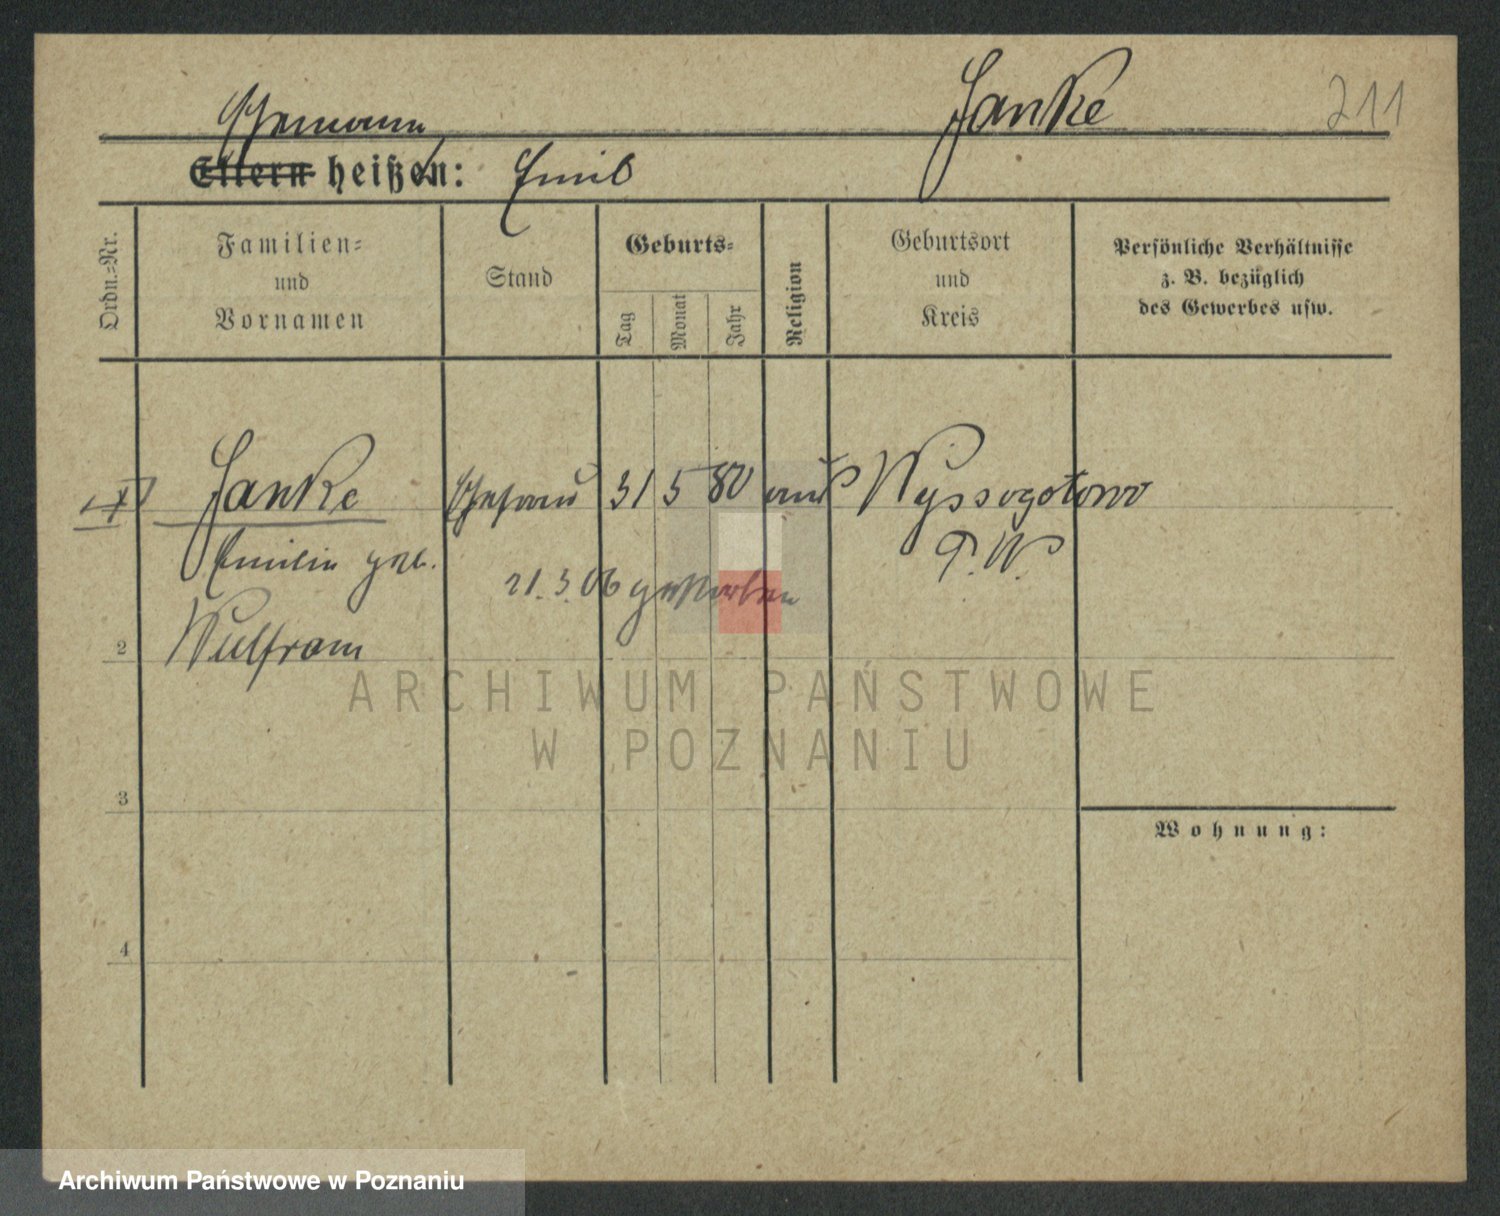 Janke 211
Ehemann
Eltern heißen: Emil
Ordn.-Nr.
Familien-
und
Vornamen
Stand
Geburts-
Tag
Monat
Jahr
Religion
Geburtsort
und
Kreis
Persönliche Verhältnisse
z. B. bezüglich
des Gewerbes usw.
Janke Ehefrau 31 5 80 Wyssogotowo
Emilie geb. P. W.
21. 3. 06 gestorben
2 Wulfram
ARCHIWUM PAŃSTWOWE
W POZNANIU
3
Wohnung:
4
Archiwum Państwowe w Poznaniu